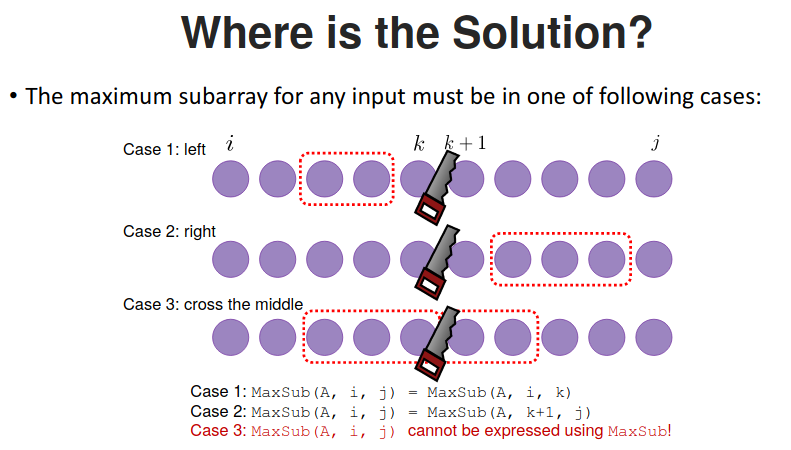 Where is the Solution?
• The maximum subarray for any input must be in one of following cases:
Case 1: left
i k k + 1 j
Case 2: right
Case 3: cross the middle
Case 1: MaxSub(A, i, j) = MaxSub(A, i, k)
Case 2: MaxSub(A, i, j) = MaxSub(A, k+1, j)
Case 3: MaxSub(A, i, j) cannot be expressed using MaxSub!